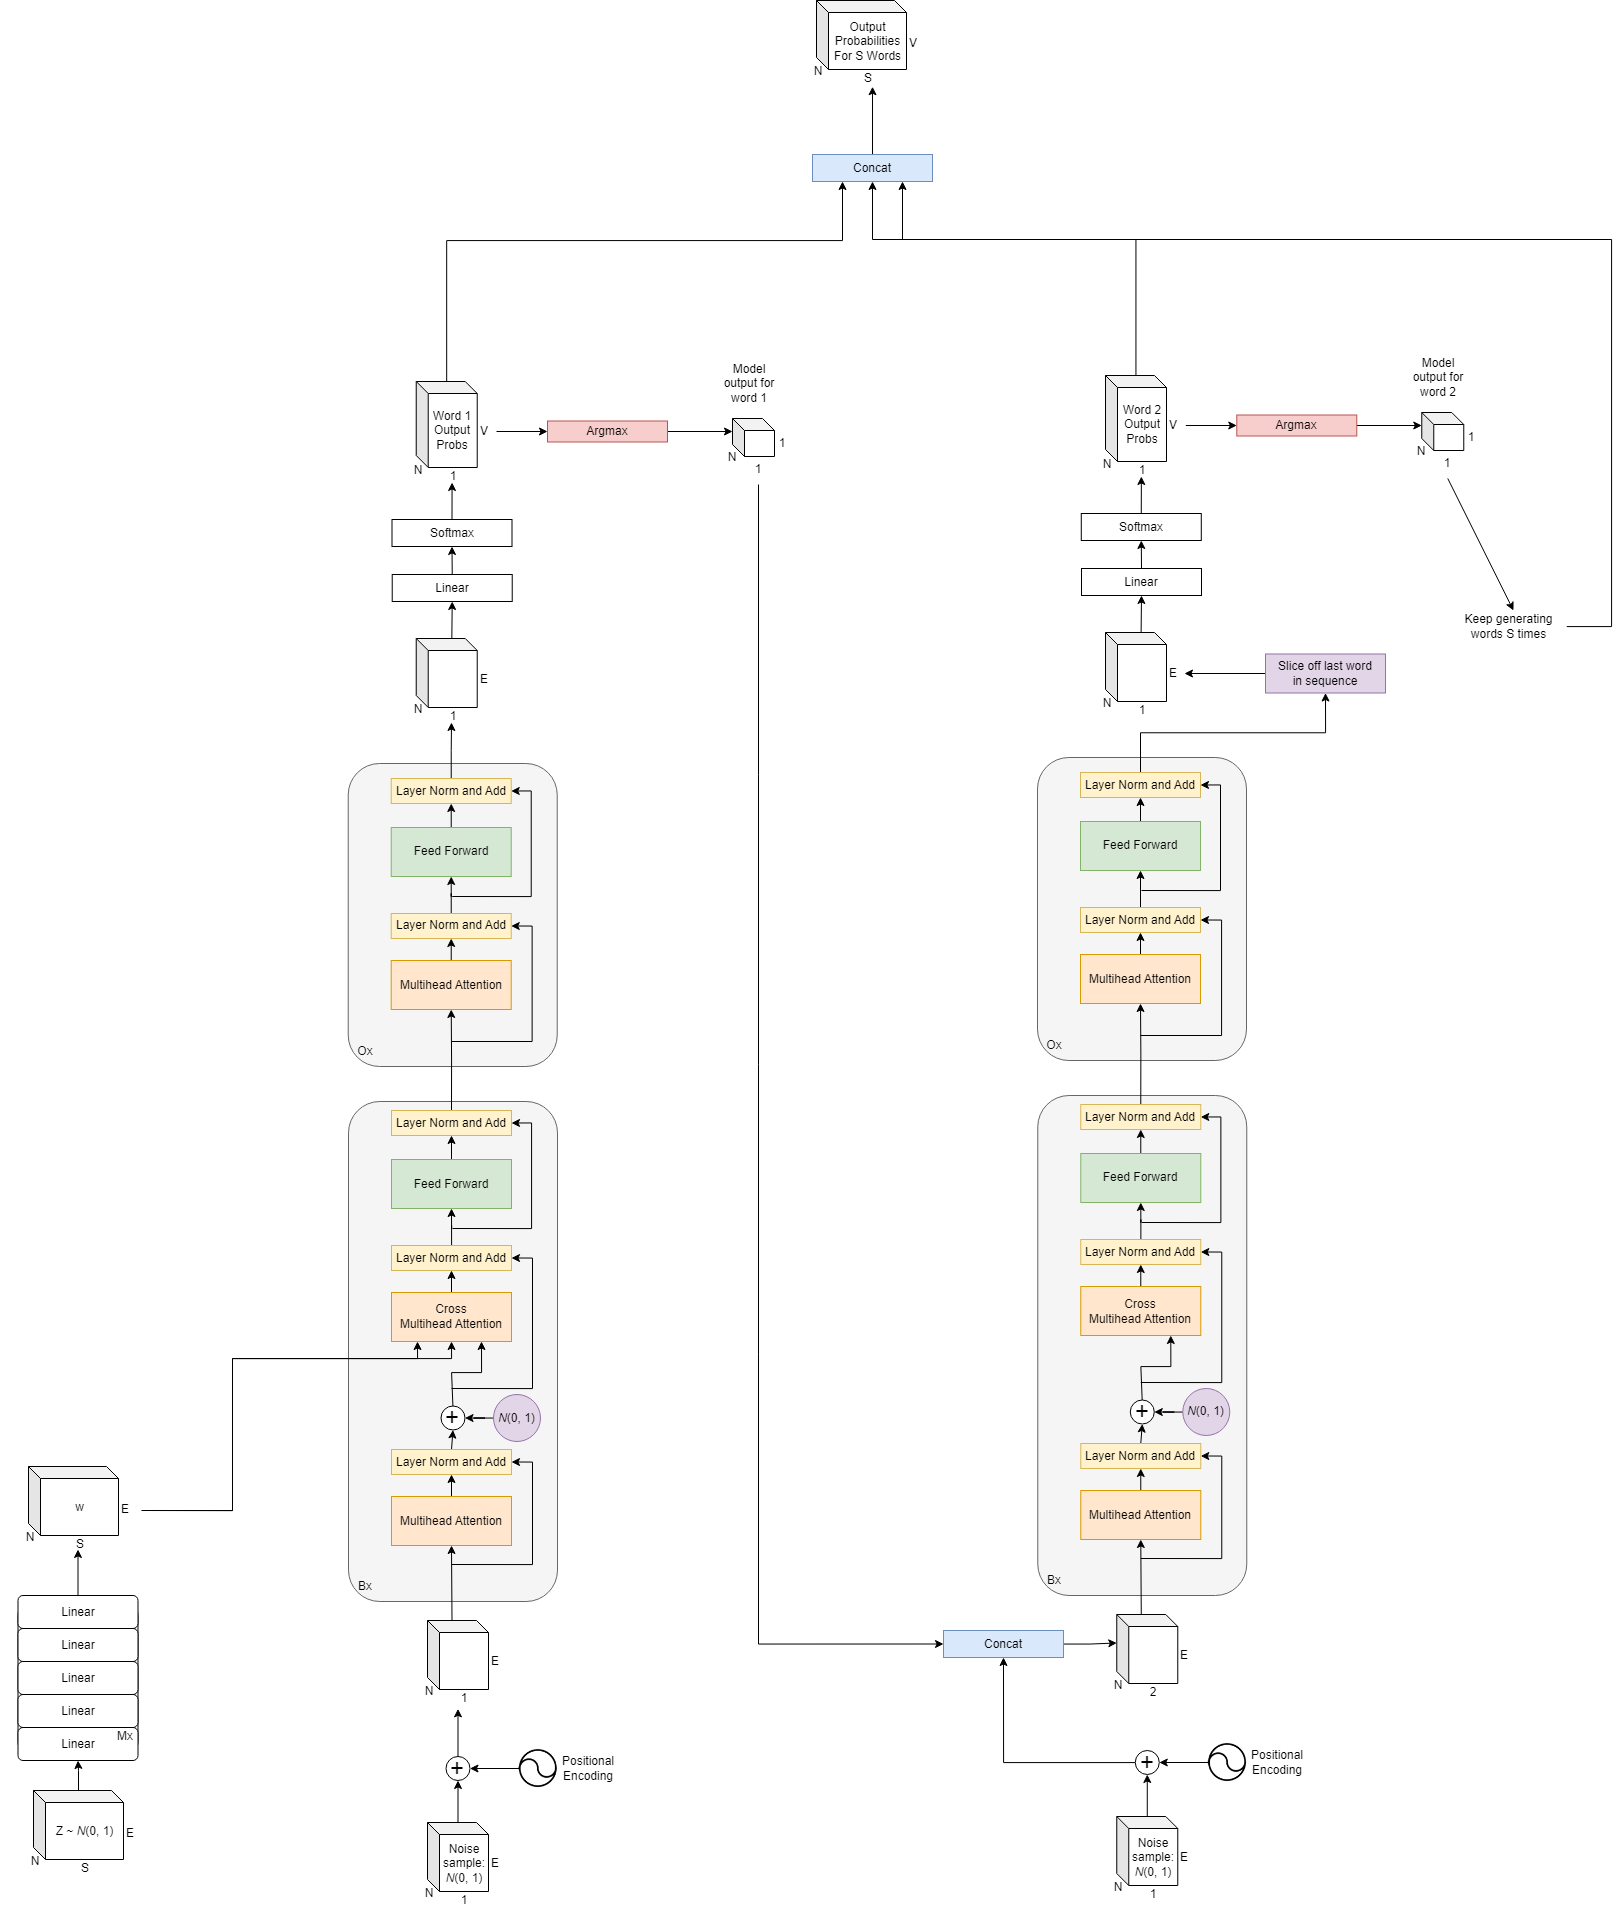 Output
Probabilities
For S Words
V
N
S
Concat
Model
output for
word 1
Word 1
Output
Probs
V
N
1
Argmax
1
N
1
Model
output for
word 2
Word 2
Output
Probs
V
N
1
Argmax
1
N
1
Softmax
Linear
E
N
1
Softmax
Linear
E
N
1
Keep generating
words S times
Slice off last word
in sequence
Layer Norm and Add
Feed Forward
Layer Norm and Add
Multihead Attention
Ox
Layer Norm and Add
Feed Forward
Layer Norm and Add
Multihead Attention
Ox
Layer Norm and Add
Feed Forward
Layer Norm and Add
Cross
Multihead Attention
+
N(0, 1)
Layer Norm and Add
Multihead Attention
Bx
Layer Norm and Add
Feed Forward
Layer Norm and Add
Cross
Multihead Attention
+
N(0, 1)
Layer Norm and Add
Multihead Attention
Bx
w
E
N
S
Linear
Linear
Linear
Linear
Linear
Mx
Z ~ N(0, 1)
E
N
S
E
N
1
+
Positional
Encoding
Noise
sample:
N(0, 1)
E
N
1
Concat
E
N
2
+
Positional
Encoding
Noise
sample:
N(0, 1)
E
N
1